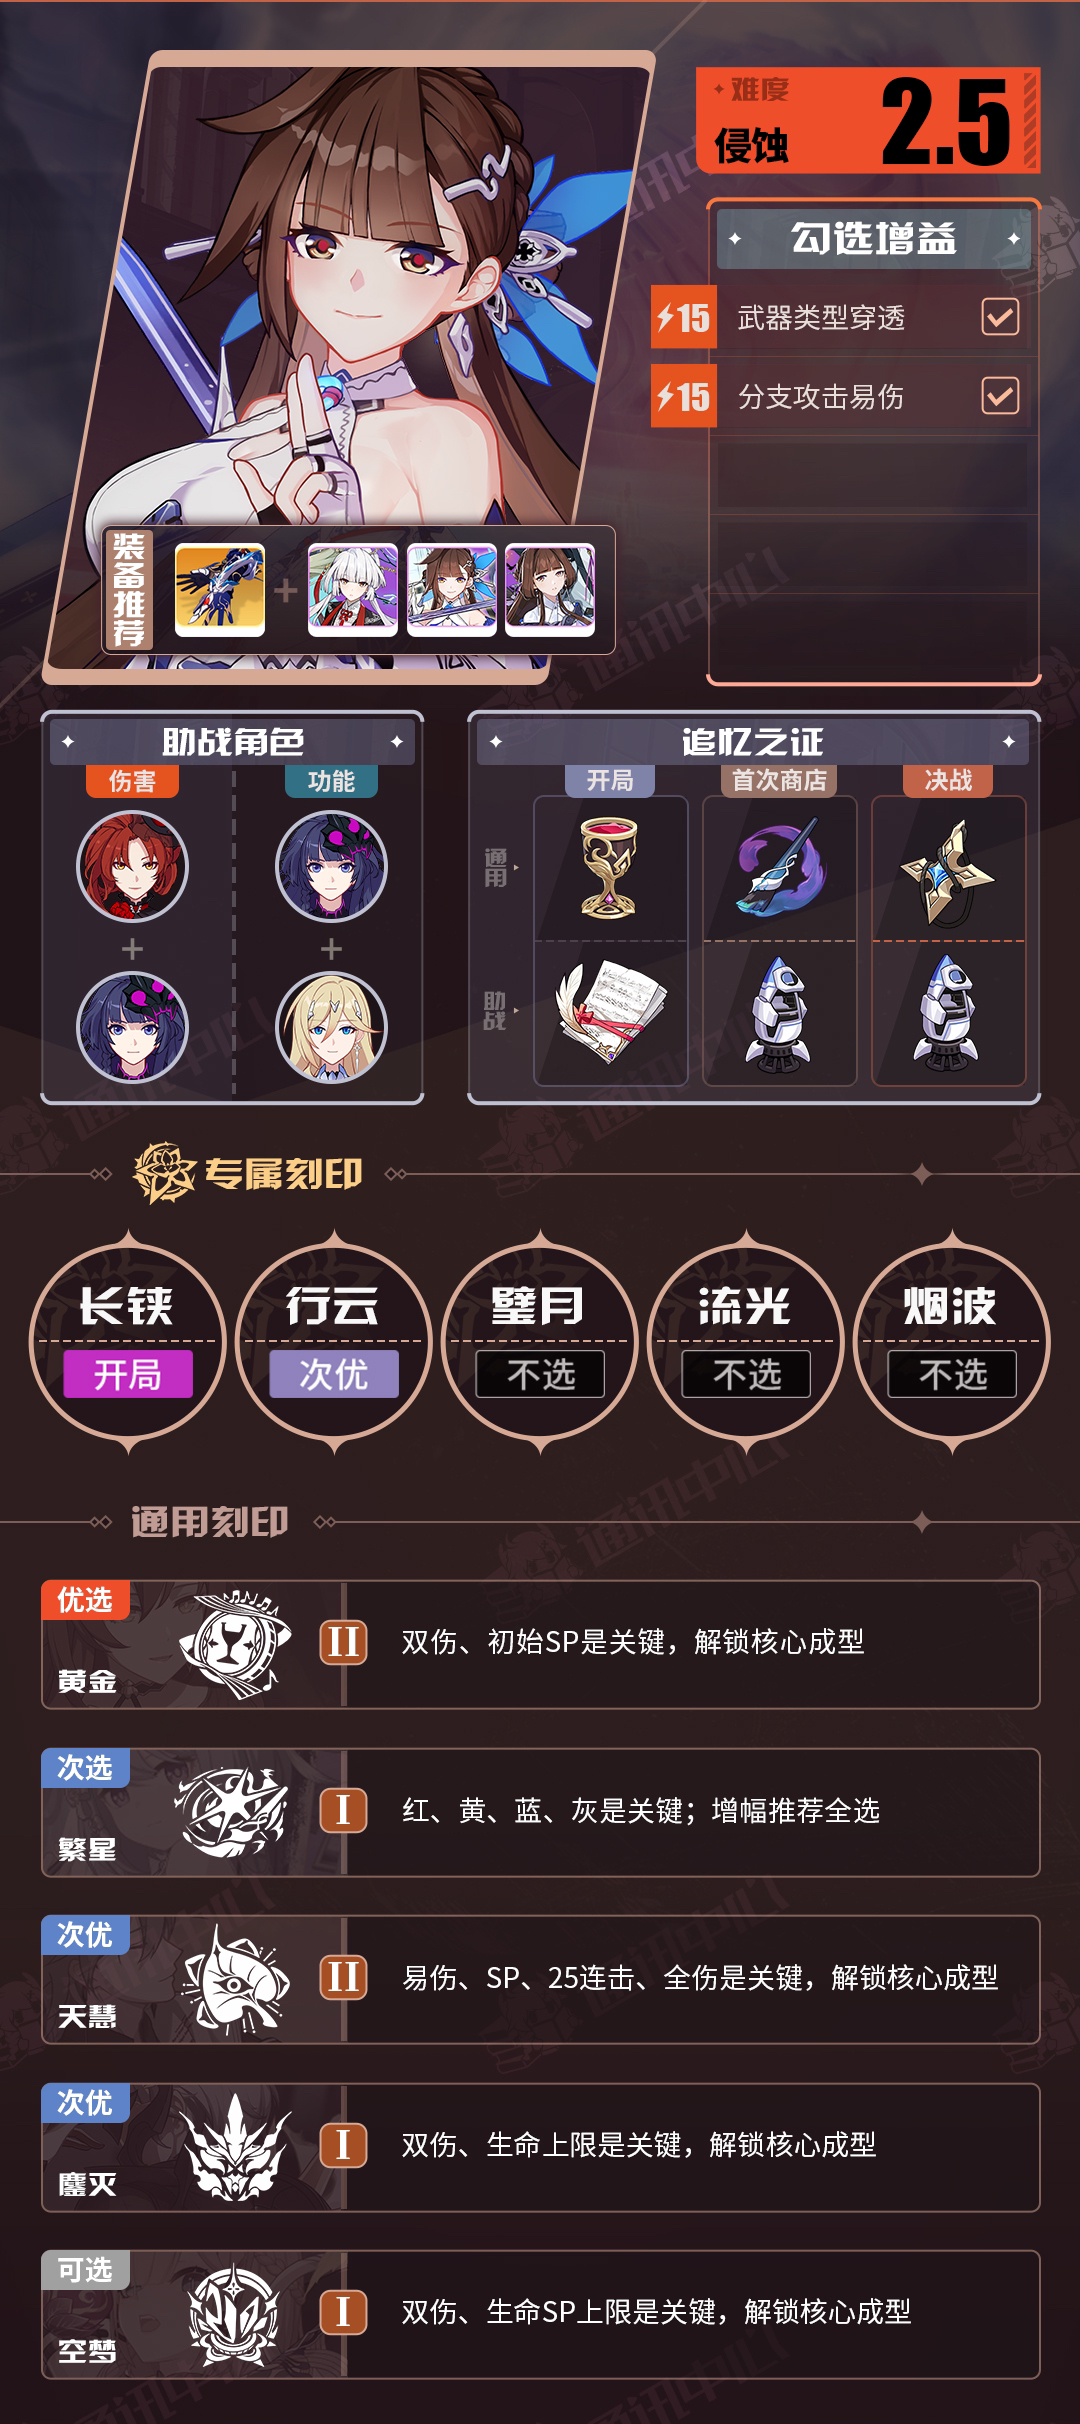 难度
侵蚀
2.5
勾选增益
15 武器类型穿透
15 分支攻击易伤
装备推荐
助战角色
伤害
功能
追忆之证
开局
首次商店
决战
通用
助战
专属刻印
长铗
开局
行云
次优
璧月
不选
流光
不选
烟波
不选
通用刻印
优选
黄金
II
双伤、初始SP是关键，解锁核心成型
次选
繁星
I
红、黄、蓝、灰是关键；增幅推荐全选
次优
天慧
II
易伤、SP、25连击、全伤是关键，解锁核心成型
次优
鏖灭
I
双伤、生命上限是关键，解锁核心成型
可选
空梦
I
双伤、生命SP上限是关键，解锁核心成型
通讯中心